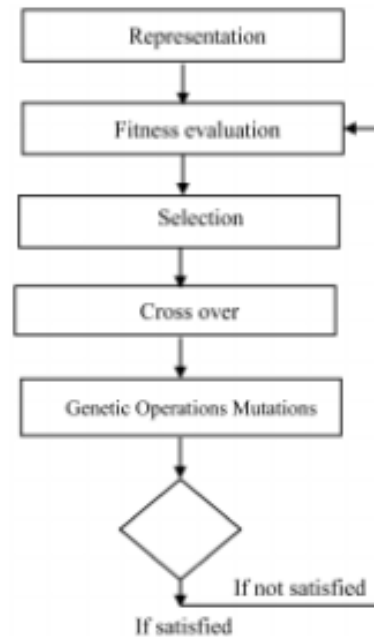 Representation
Fitness evaluation
Selection
Cross over
Genetic Operations Mutations
If not satisfied
If satisfied